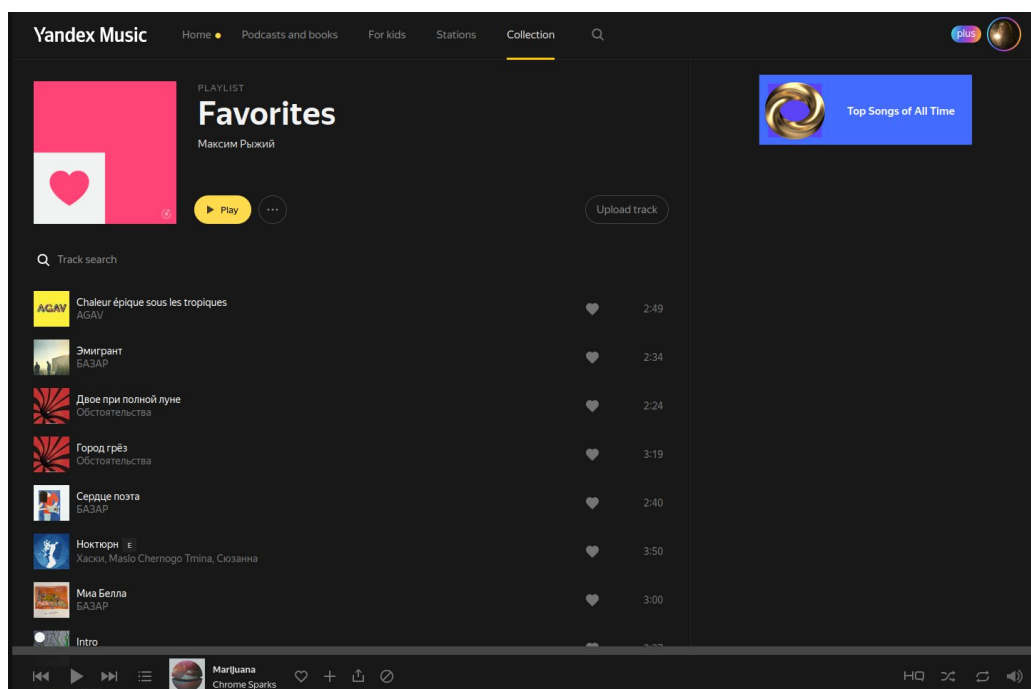 Yandex Music
Home
Podcasts and books
For kids
Stations
Collection
plus
PLAYLIST
Favorites
Максим Рыжий
Play
Upload track
Top Songs of All Time
Track search
AGAV
Chaleur épique sous les tropiques
AGAV
2:49
Эмигрант
БАЗАР
2:34
Двое при полной луне
Обстоятельства
2:24
Город грёз
Обстоятельства
3:19
Сердце поэта
БАЗАР
2:40
Ноктюрн E
Хаски, Maslo Chernogo Tmina, Сюзанна
3:50
Миа Белла
БАЗАР
3:00
Intro
Marijuana
Chrome Sparks
HQ